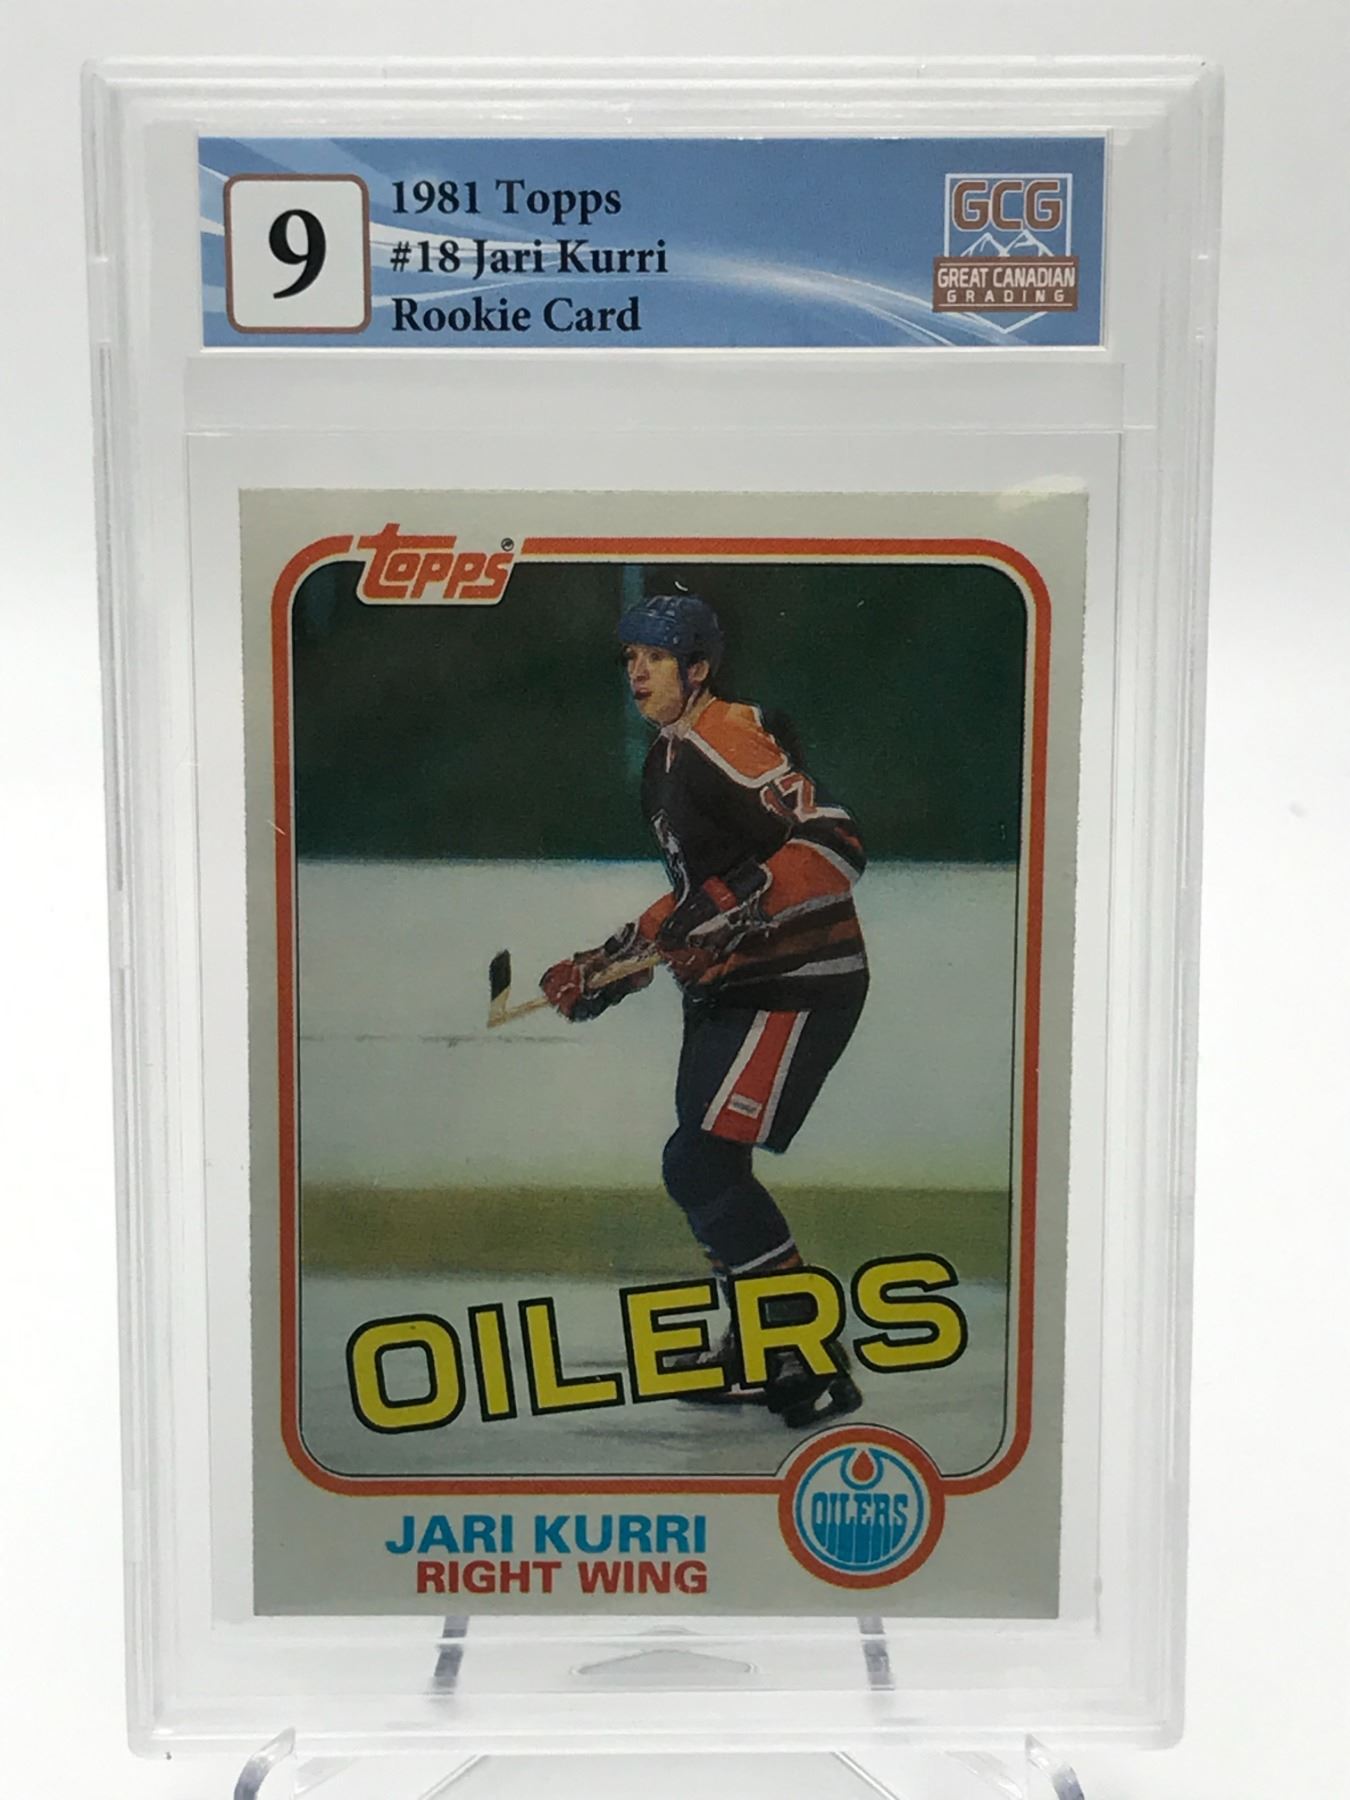 9
1981 Topps
#18 Jari Kurri
Rookie Card
GCG
GREAT CANADIAN
GRADING
Topps®
17
OILERS
OILERS
JARI KURRI
RIGHT WING